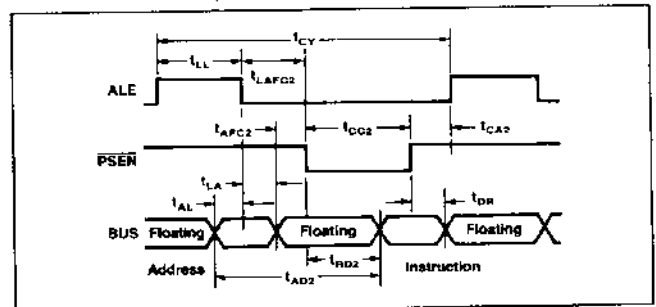 tCY
tLL
tLAFC2
ALE
tAFC2
tCC2
tCA2
PSEN
tLA
tAL
tDR
BUS Floating Floating Floating
tRD2
Address Instruction
tAD2